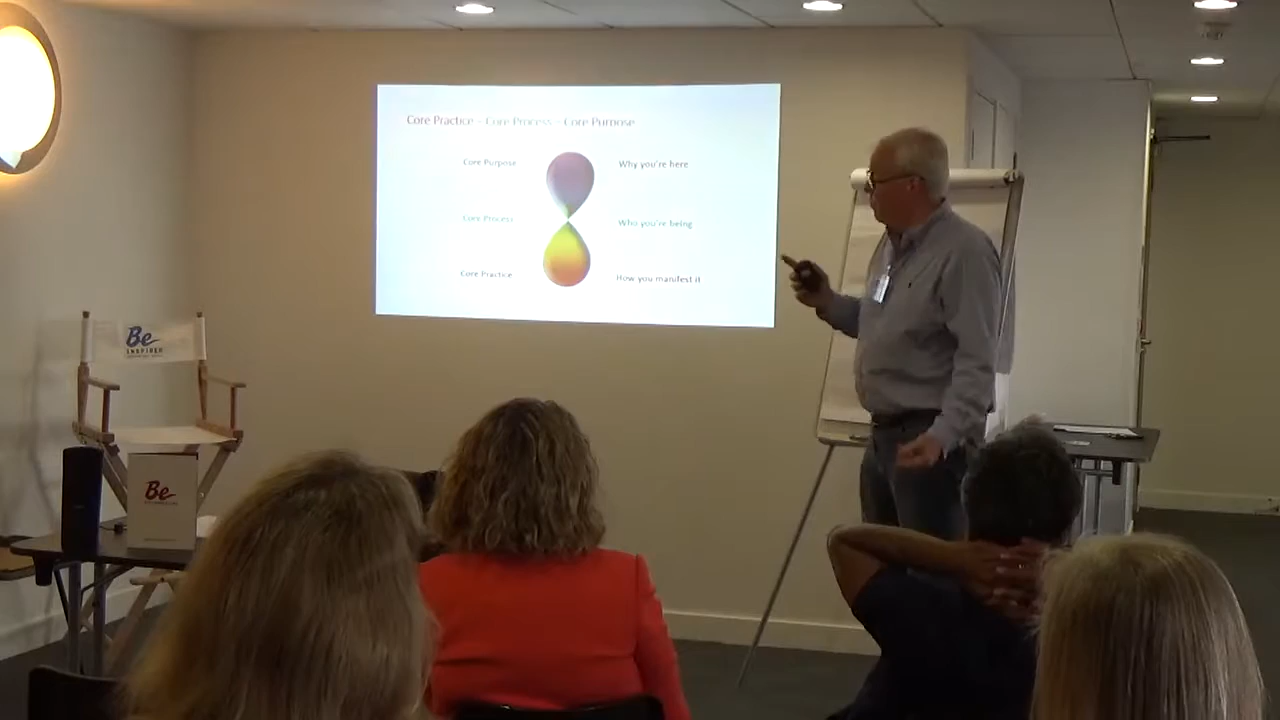 Core Practice – Core Process – Core Purpose
Core Purpose
Why you're here
Core Process
Who you're being
Core Practice
How you manifest it
Be
INSPIRED
Be